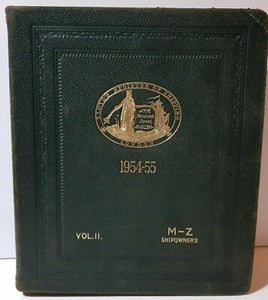 LLOYD'S REGISTER OF SHIPPING
LONDON
1954-55
VOL. II.
M-Z
SHIPOWNERS